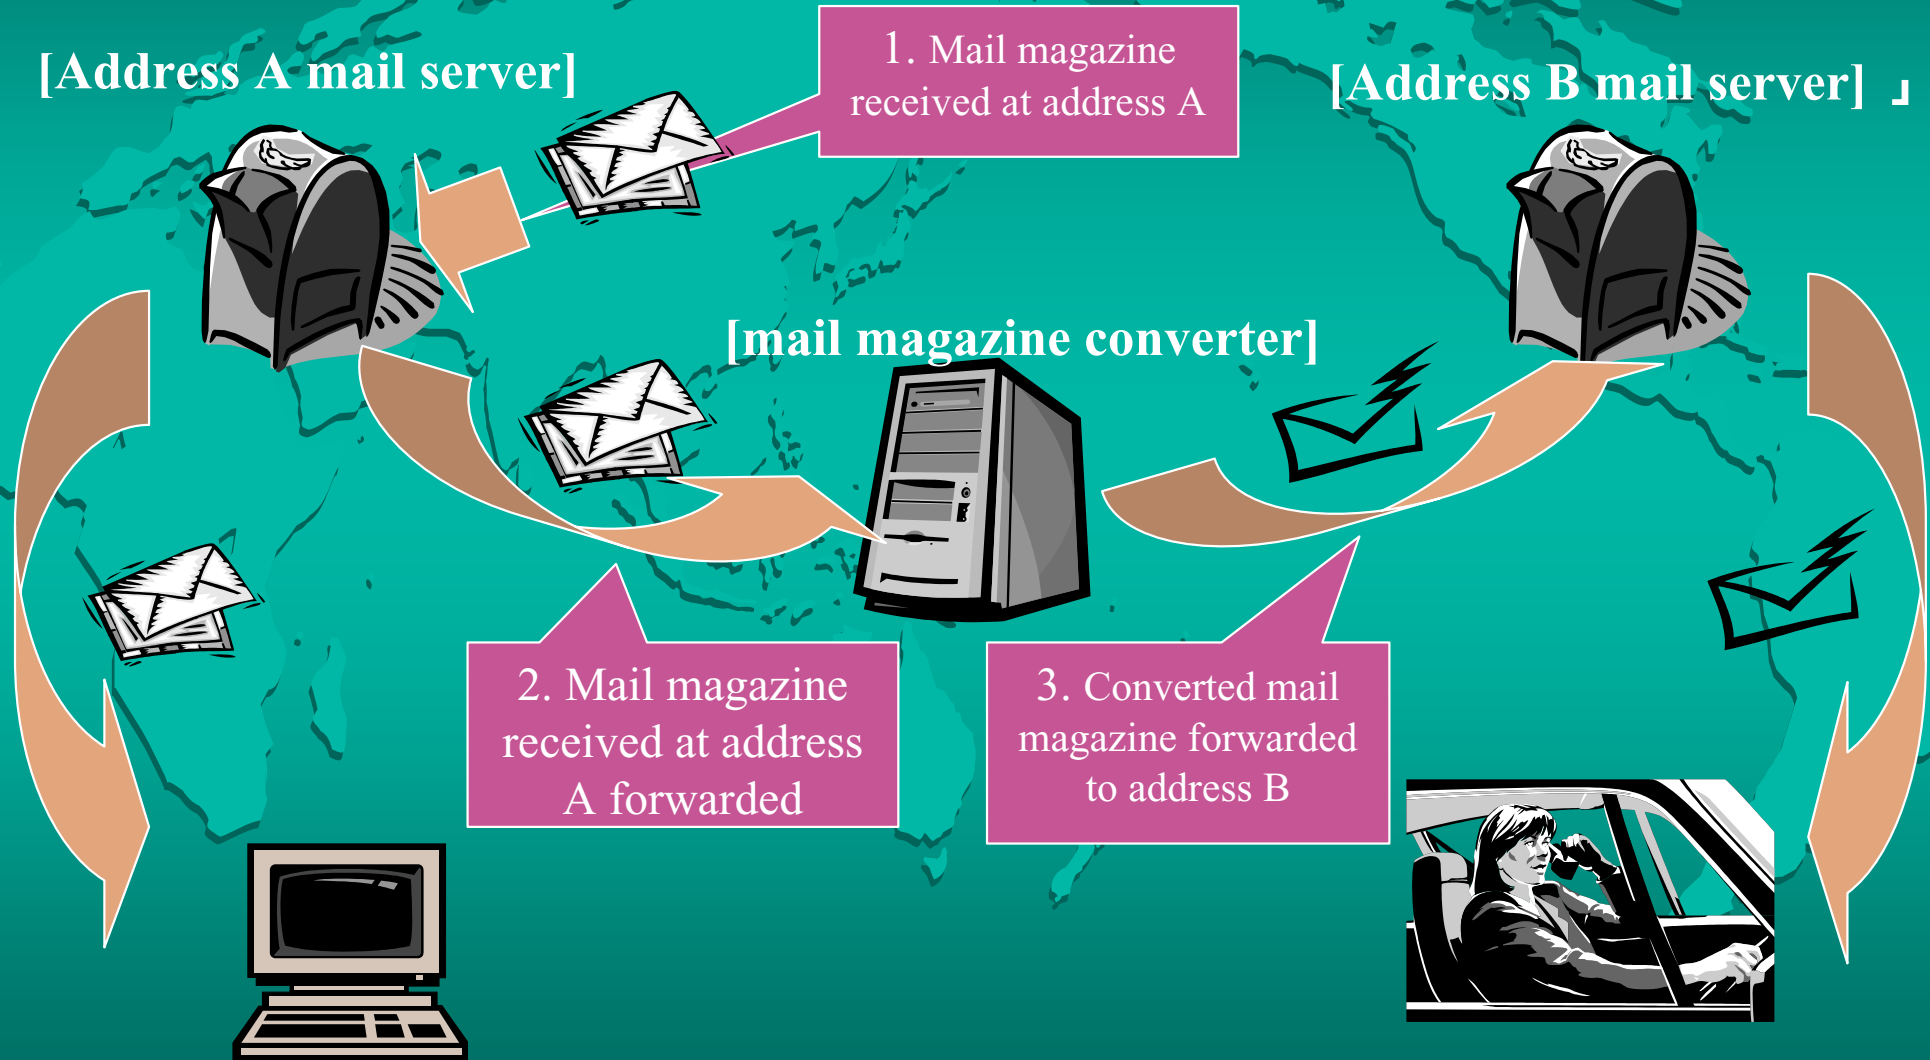 [Address A mail server]
1. Mail magazine
received at address A
[Address B mail server] 」
[mail magazine converter]
2. Mail magazine
received at address
A forwarded
3. Converted mail
magazine forwarded
to address B